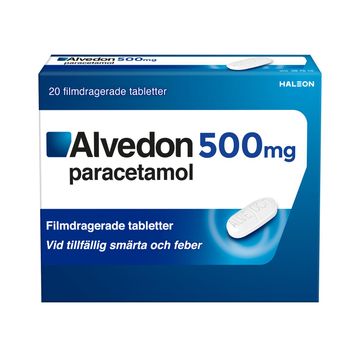 20 filmdragerade tabletter
HALEON
Alvedon 500mg
paracetamol
Filmdragerade tabletter
Vid tillfällig smärta och feber